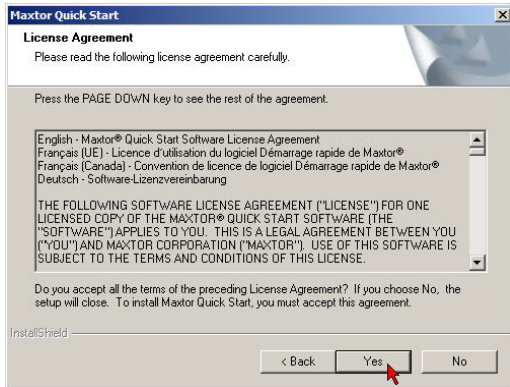 Maxtor Quick Start
License Agreement
Please read the following license agreement carefully.
Press the PAGE DOWN key to see the rest of the agreement.
English - Maxtor® Quick Start Software License Agreement
Français (UE) - Licence d'utilisation du logiciel Démarrage rapide de Maxtor®
Français (Canada) - Convention de licence de logiciel Démarrage rapide de Maxtor®
Deutsch - Software-Lizenzvereinbarung
THE FOLLOWING SOFTWARE LICENSE AGREEMENT ("LICENSE") FOR ONE
LICENSED COPY OF THE MAXTOR® QUICK START SOFTWARE (THE
"SOFTWARE") APPLIES TO YOU. THIS IS A LEGAL AGREEMENT BETWEEN YOU
("YOU") AND MAXTOR CORPORATION ("MAXTOR"). USE OF THIS SOFTWARE IS
SUBJECT TO THE TERMS AND CONDITIONS OF THIS LICENSE.
Do you accept all the terms of the preceding License Agreement? If you choose No, the
setup will close. To install Maxtor Quick Start, you must accept this agreement.
InstallShield
< Back Yes No